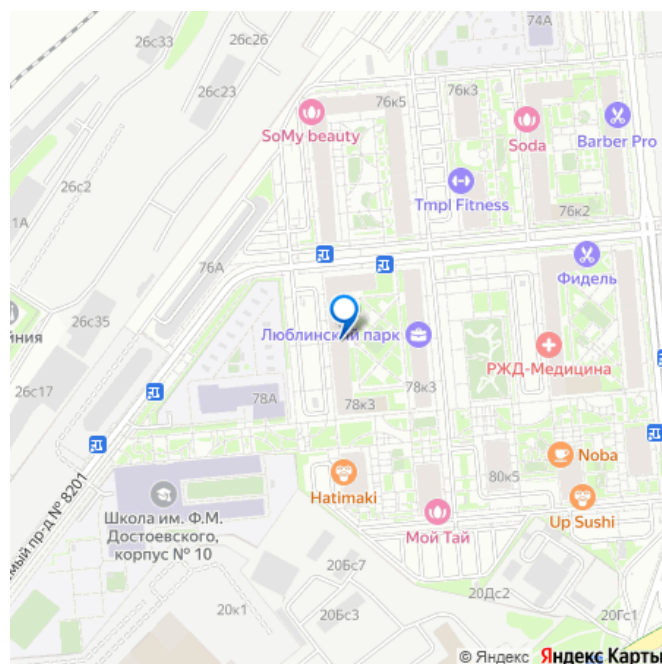 26с33
26с26
74А
26с23
76к5
76к3
SoMy beauty
Soda
Barber Pro
26с2
Tmpl Fitness
1А
76к2
76А
Фидель
26с35
йния
Люблинский парк
РЖД-Медицина
26с17
78А
78к3
78к3
Noba
80к5
Hatimaki
Up Sushi
Школа им. Ф.М.
Достоевского,
корпус № 10
Мой Тай
мый пр-д № 8201
20Бс7
20Дс2
20к1
20Бс3
20Гс1
© Яндекс Яндекс Карты